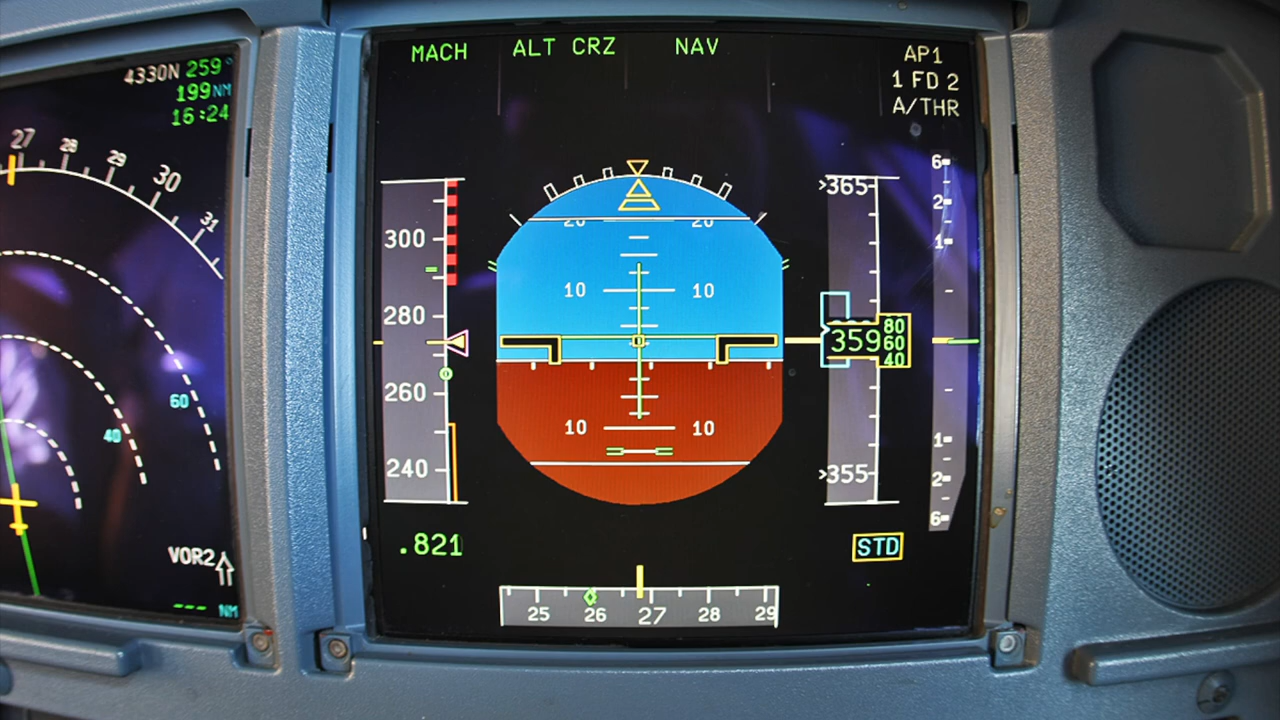 4330N 259°
199NM
16:24
27 28 29 30 31
60
40
VOR2
--- NM
MACH ALT CRZ NAV
AP1
1 FD 2
A/THR
300
280
260
240
.821
20 20
10 10
10 10
365
359
80
60
40
355
STD
6
2
1
1
2
6
25 26 27 28 29